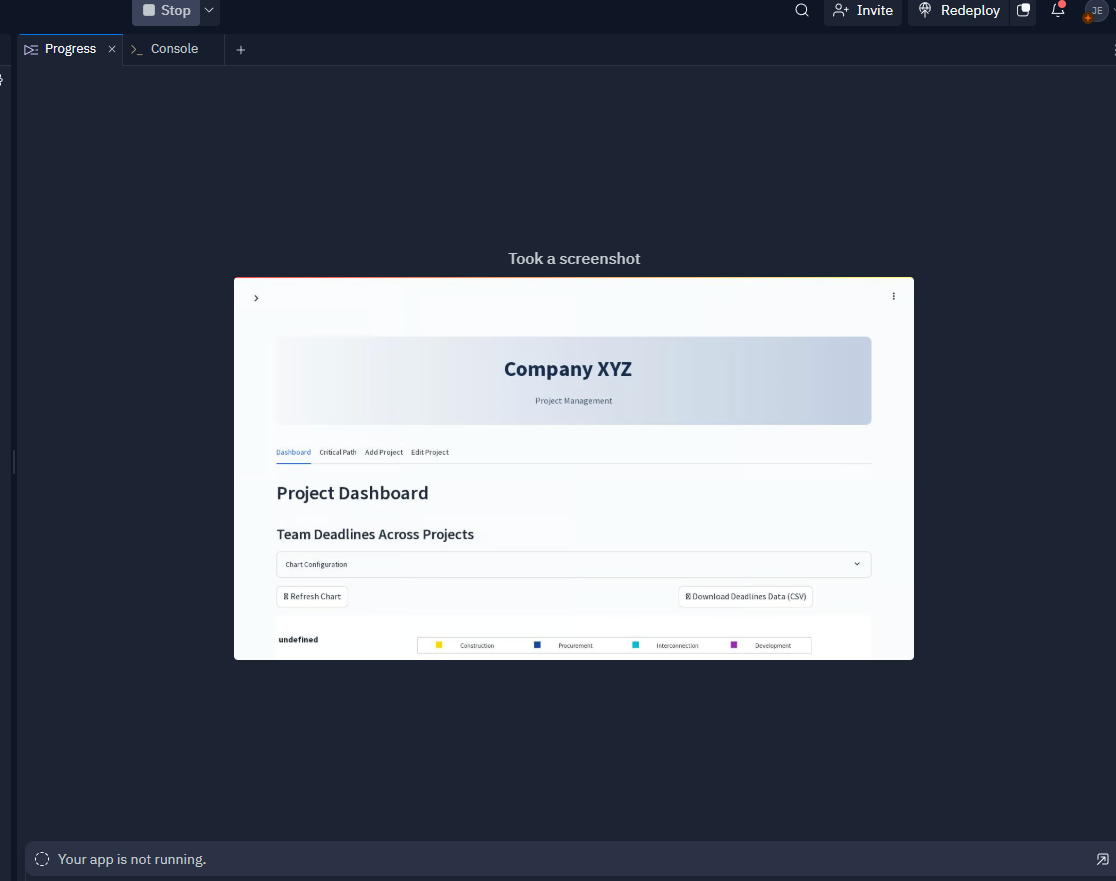 Stop
Invite
Redeploy
JE
Progress
Console
Took a screenshot
Company XYZ
Project Management
Dashboard Critical Path Add Project Edit Project
Project Dashboard
Team Deadlines Across Projects
Chart Configuration
Refresh Chart
Download Deadlines Data (CSV)
undefined
Construction Procurement Interconnection Development
Your app is not running.